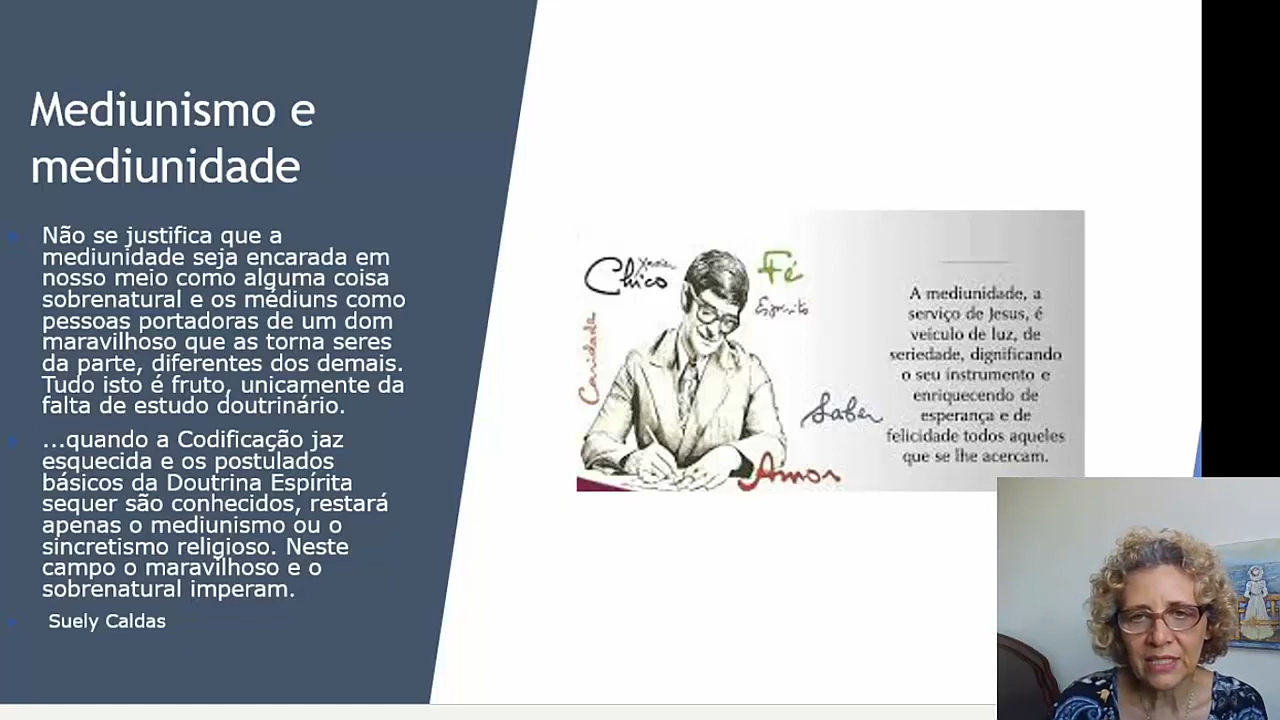 Mediunismo e
mediunidade
Não se justifica que a
mediunidade seja encarada em
nosso meio como alguma coisa
sobrenatural e os médiuns como
pessoas portadoras de um dom
maravilhoso que as torna seres
da parte, diferentes dos demais.
Tudo isto é fruto, unicamente da
falta de estudo doutrinário.
...quando a Codificação jaz
esquecida e os postulados
básicos da Doutrina Espírita
sequer são conhecidos, restará
apenas o mediunismo ou o
sincretismo religioso. Neste
campo o maravilhoso e o
sobrenatural imperam.
Suely Caldas
Chico
Xavier
Fé
Espírito
Caridade
Saber
Amor
A mediunidade, a
serviço de Jesus, é
veículo de luz, de
seriedade, dignificando
o seu instrumento e
enriquecendo de
esperança e de
felicidade todos aqueles
que se lhe acercam.